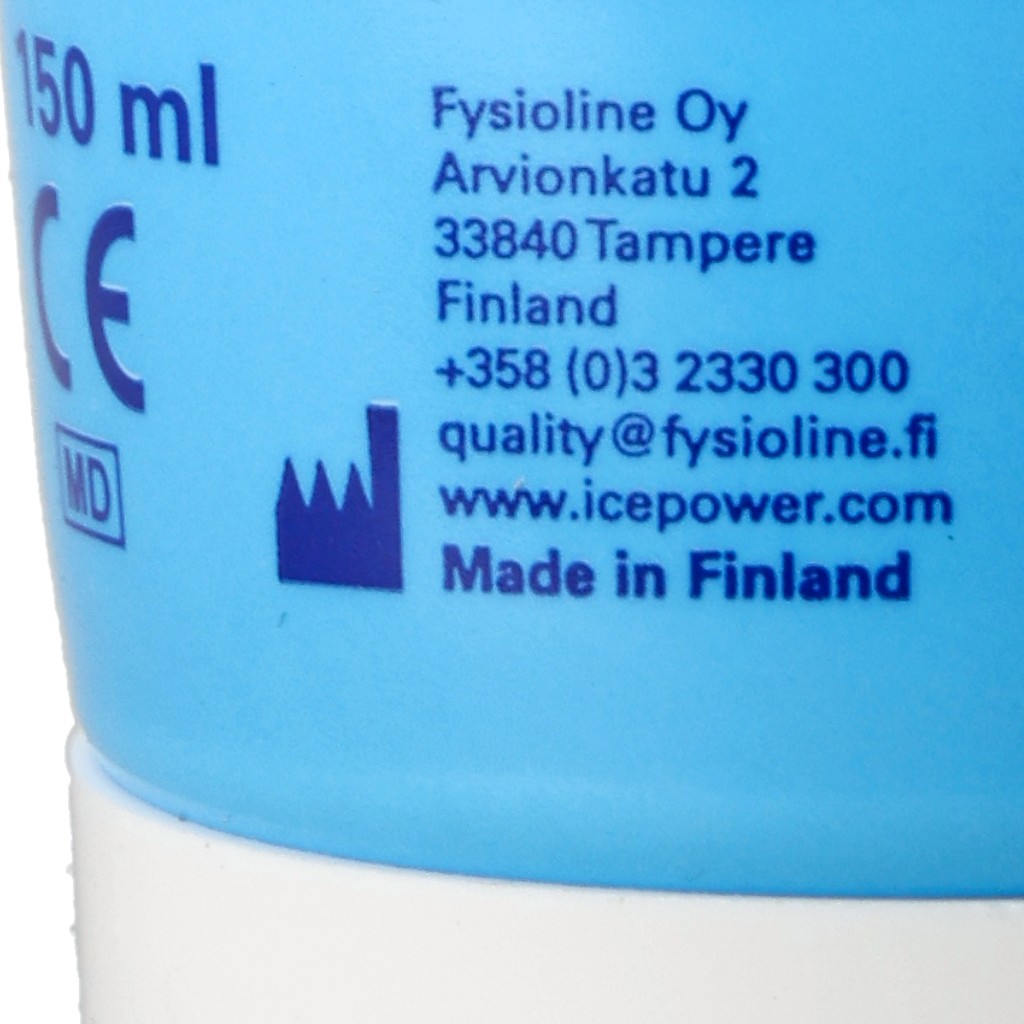 150 ml
CE
MD
Fysioline Oy
Arvionkatu 2
33840 Tampere
Finland
+358 (0)3 2330 300
quality@fysioline.fi
www.icepower.com
Made in Finland